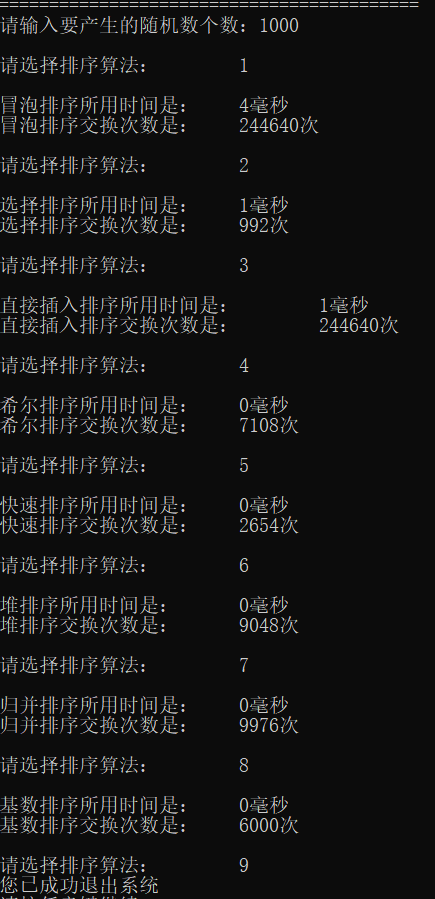 ==========================================
请输入要产生的随机数个数：1000
请选择排序算法： 1
冒泡排序所用时间是： 4毫秒
冒泡排序交换次数是： 244640次
请选择排序算法： 2
选择排序所用时间是： 1毫秒
选择排序交换次数是： 992次
请选择排序算法： 3
直接插入排序所用时间是： 1毫秒
直接插入排序交换次数是： 244640次
请选择排序算法： 4
希尔排序所用时间是： 0毫秒
希尔排序交换次数是： 7108次
请选择排序算法： 5
快速排序所用时间是： 0毫秒
快速排序交换次数是： 2654次
请选择排序算法： 6
堆排序所用时间是： 0毫秒
堆排序交换次数是： 9048次
请选择排序算法： 7
归并排序所用时间是： 0毫秒
归并排序交换次数是： 9976次
请选择排序算法： 8
基数排序所用时间是： 0毫秒
基数排序交换次数是： 6000次
请选择排序算法： 9
您已成功退出系统